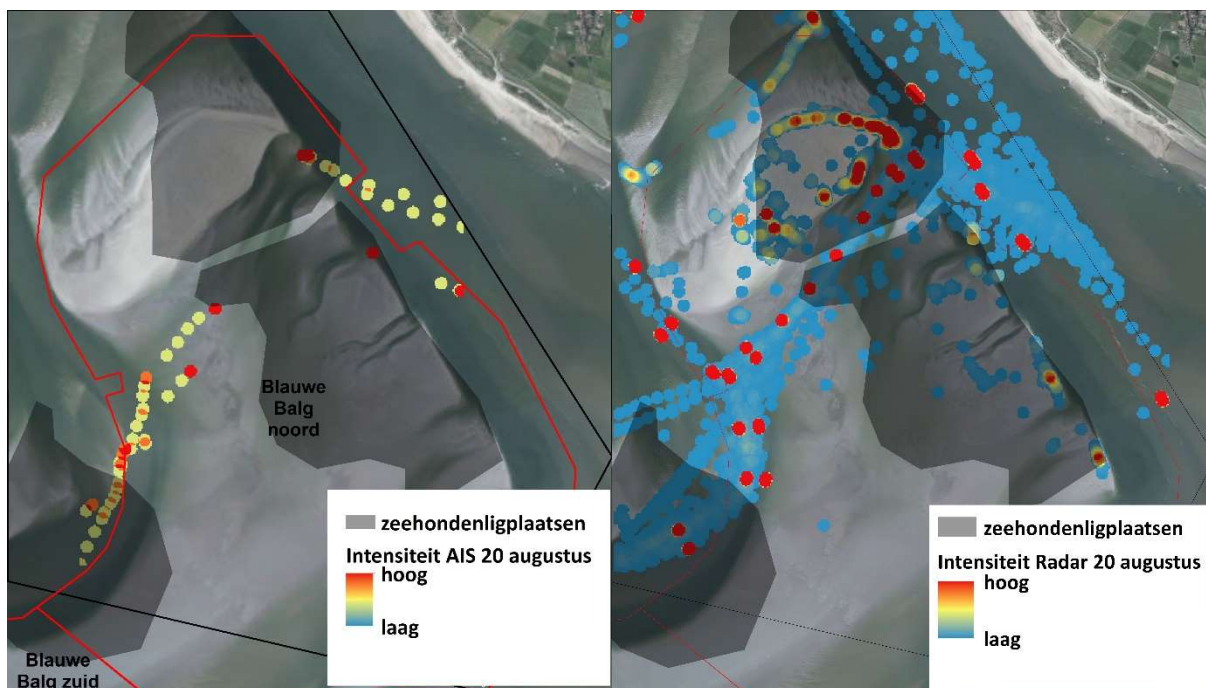 Blauwe
Balg
noord
Blauwe
Balg zuid
zeehondenligplaatsen
Intensiteit AIS 20 augustus
hoog
laag
zeehondenligplaatsen
Intensiteit Radar 20 augustus
hoog
laag